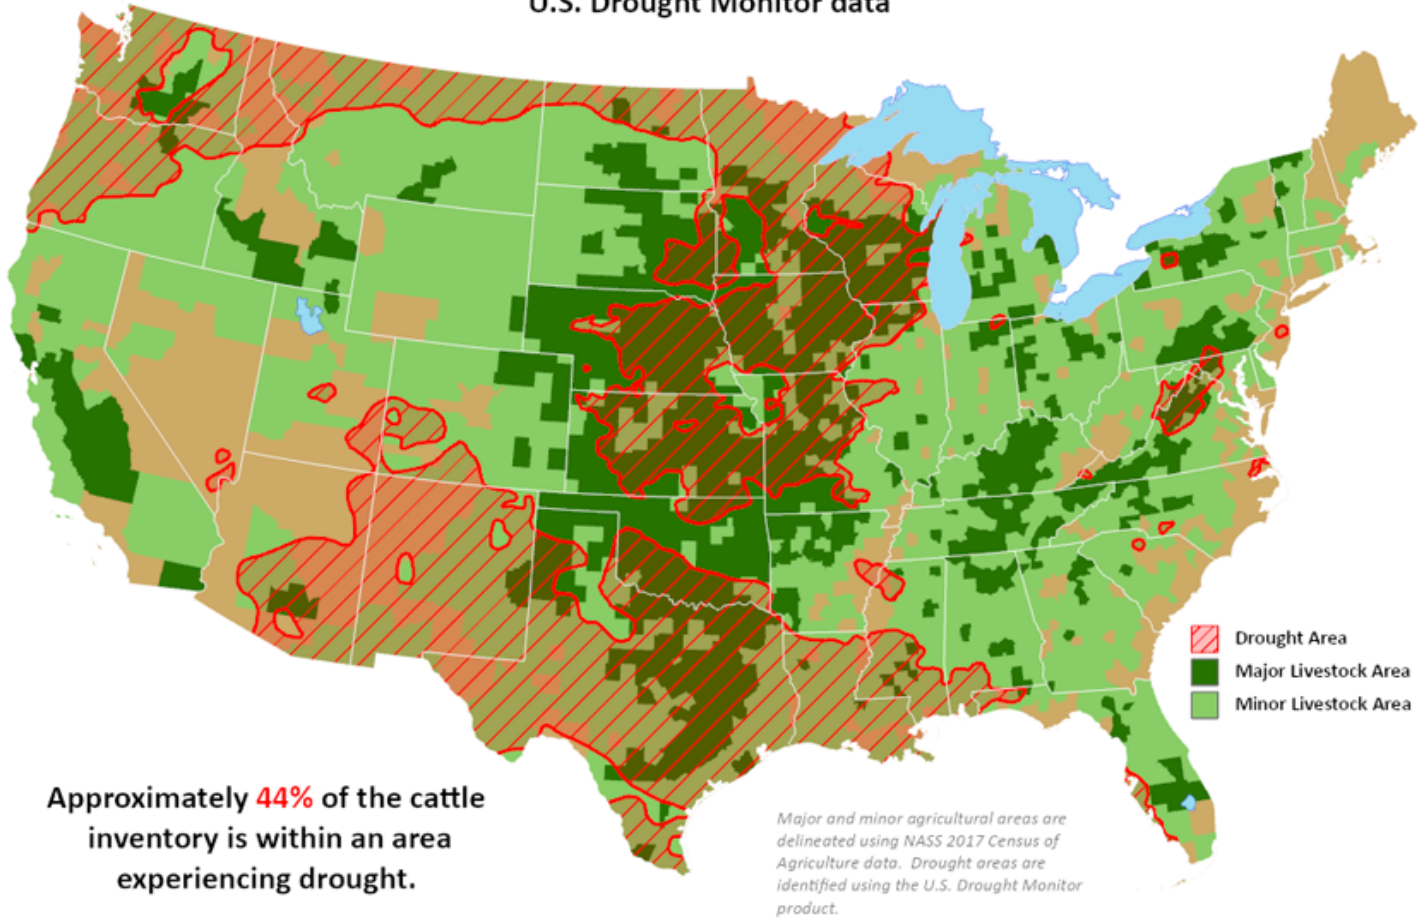 U.S. Drought Monitor data
Drought Area
Major Livestock Area
Minor Livestock Area
Approximately 44% of the cattle
inventory is within an area
experiencing drought.
Major and minor agricultural areas are
delineated using NASS 2017 Census of
Agriculture data.  Drought areas are
identified using the U.S. Drought Monitor
product.